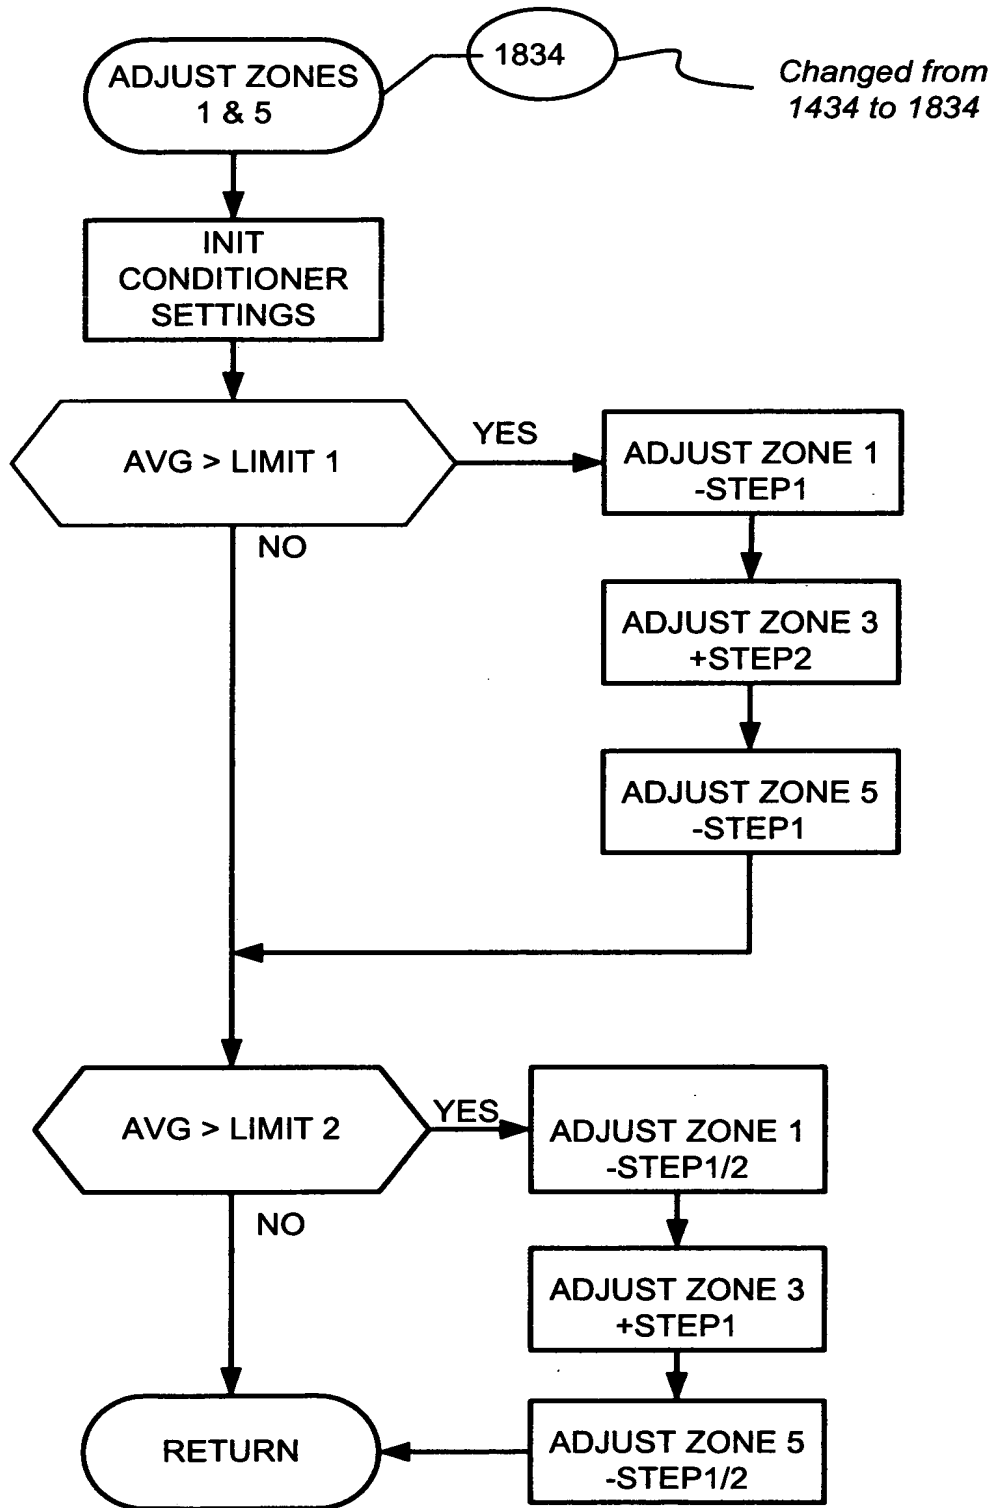 ADJUST ZONES
1 & 5
1834
Changed from
1434 to 1834
INIT
CONDITIONER
SETTINGS
AVG > LIMIT 1
YES
NO
ADJUST ZONE 1
-STEP1
ADJUST ZONE 3
+STEP2
ADJUST ZONE 5
-STEP1
AVG > LIMIT 2
YES
NO
ADJUST ZONE 1
-STEP1/2
ADJUST ZONE 3
+STEP1
ADJUST ZONE 5
-STEP1/2
RETURN